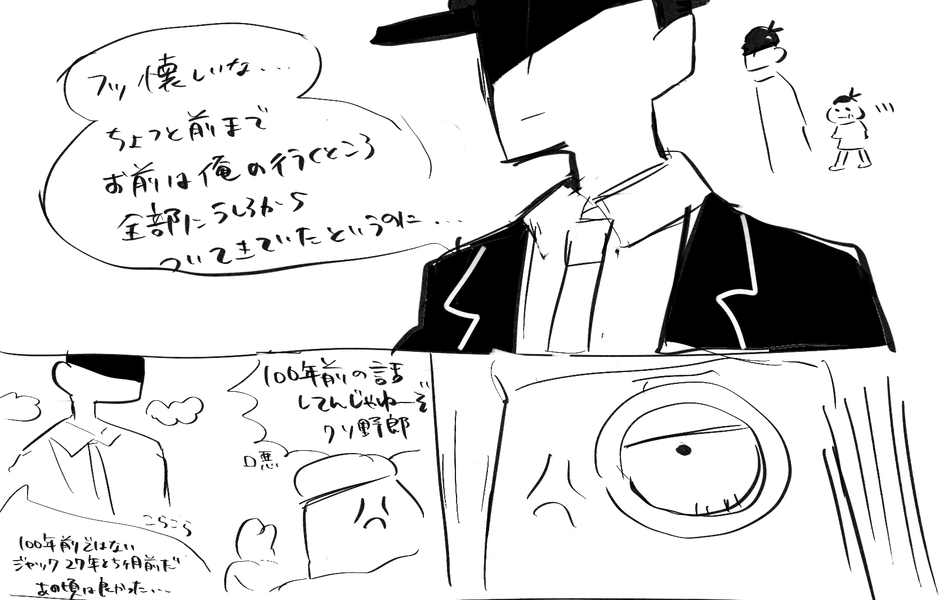 フッ 懐しいな...
ちょっと前まで
お前は俺の行くところ
全部にうしろから
ついてきていたというのに...
100年前の話
してんじゃねーぞ
クソ野郎
口悪
こらこら
100年前ではない
ジャック 27年と5ヶ月前だ
あの頃は良かった...